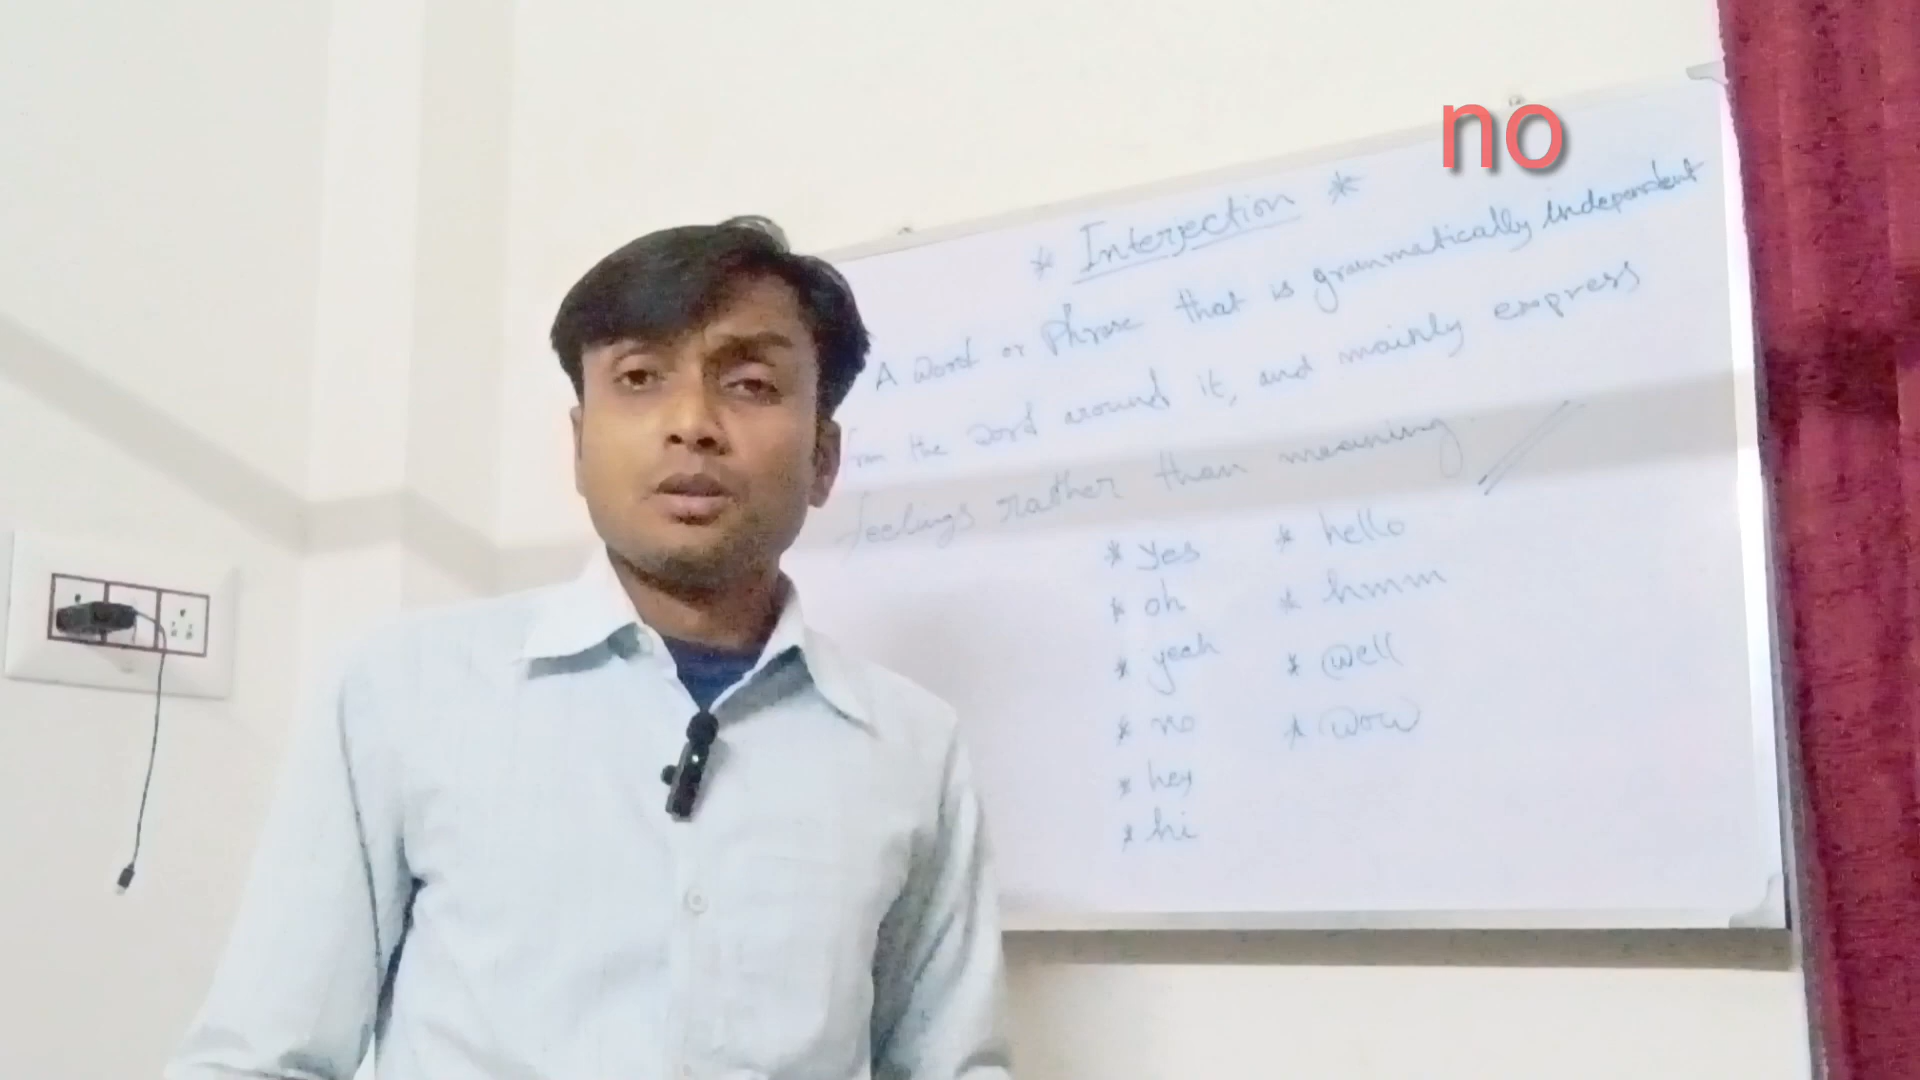 no
* Interjection *
A word or Phrase that is grammatically independent
from the word around it, and mainly express
feelings rather than meaning.
* yes * hello
* oh * hmm
* yeah * well
* no * wow
* hey
* hi